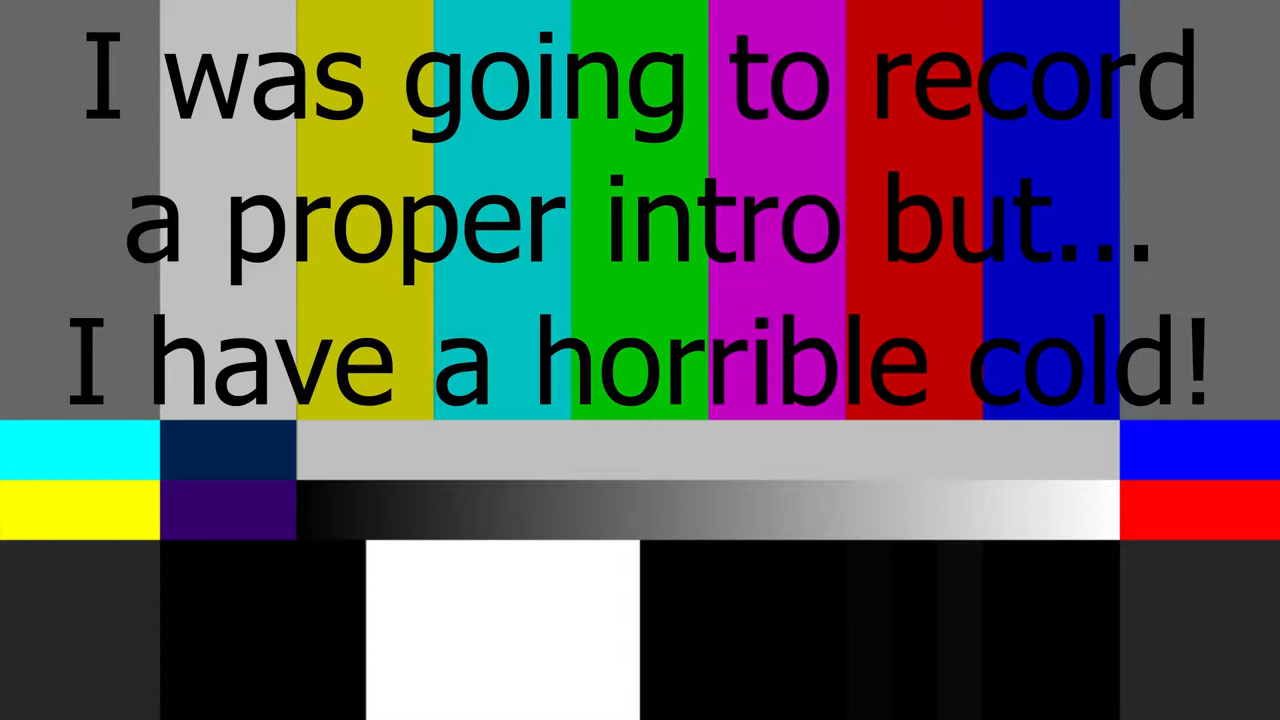 I was going to record
a proper intro but...
I have a horrible cold!